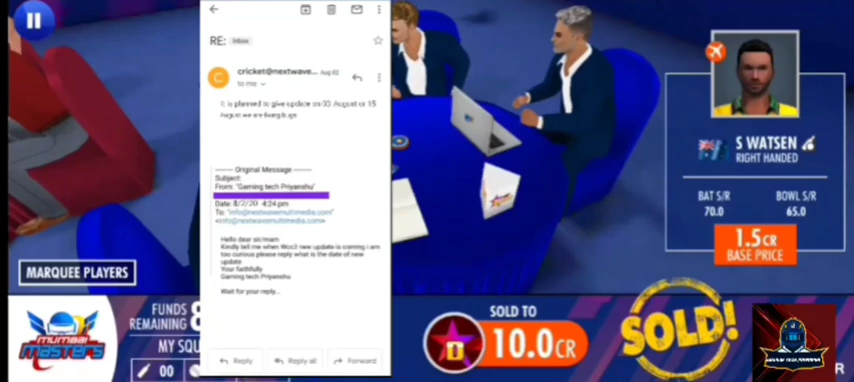 RE: Inbox
C
cricket@nextwave... Aug 02
to me
It is planned to give update on 03 August or 15
August we are fixing bugs
-------- Original Message --------
Subject:
From: "Gaming tech Priyanshu"
Date: 8/2/20 4:24 pm
To: "info@nextwavemultimedia.com"
<info@nextwavemultimedia.com>
Hello dear sir/mam
Kindly tell me when Wcc2 new update is coming i am
too curious please reply what is the date of new
update
Your faithfully
Gaming tech Priyanshu
Wait for your reply...
Reply
Reply all
Forward
S WATSEN
RIGHT HANDED
BAT S/R
70.0
BOWL S/R
65.0
1.5CR
BASE PRICE
MARQUEE PLAYERS
mumbai
masters
FUNDS
REMAINING 8
MY SQU
00
SOLD TO
10.0CR
SOLD!
R